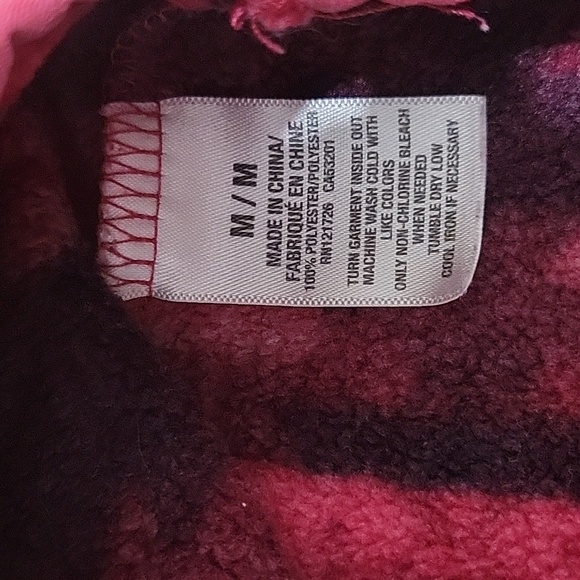 M / M
MADE IN CHINA/
FABRIQUÉ EN CHINE
100% POLYESTER/POLYESTER
RN121726 CA53201
TURN GARMENT INSIDE OUT
MACHINE WASH COLD WITH
LIKE COLORS
ONLY NON-CHLORINE BLEACH
WHEN NEEDED
TUMBLE DRY LOW
COOL IRON IF NECESSARY